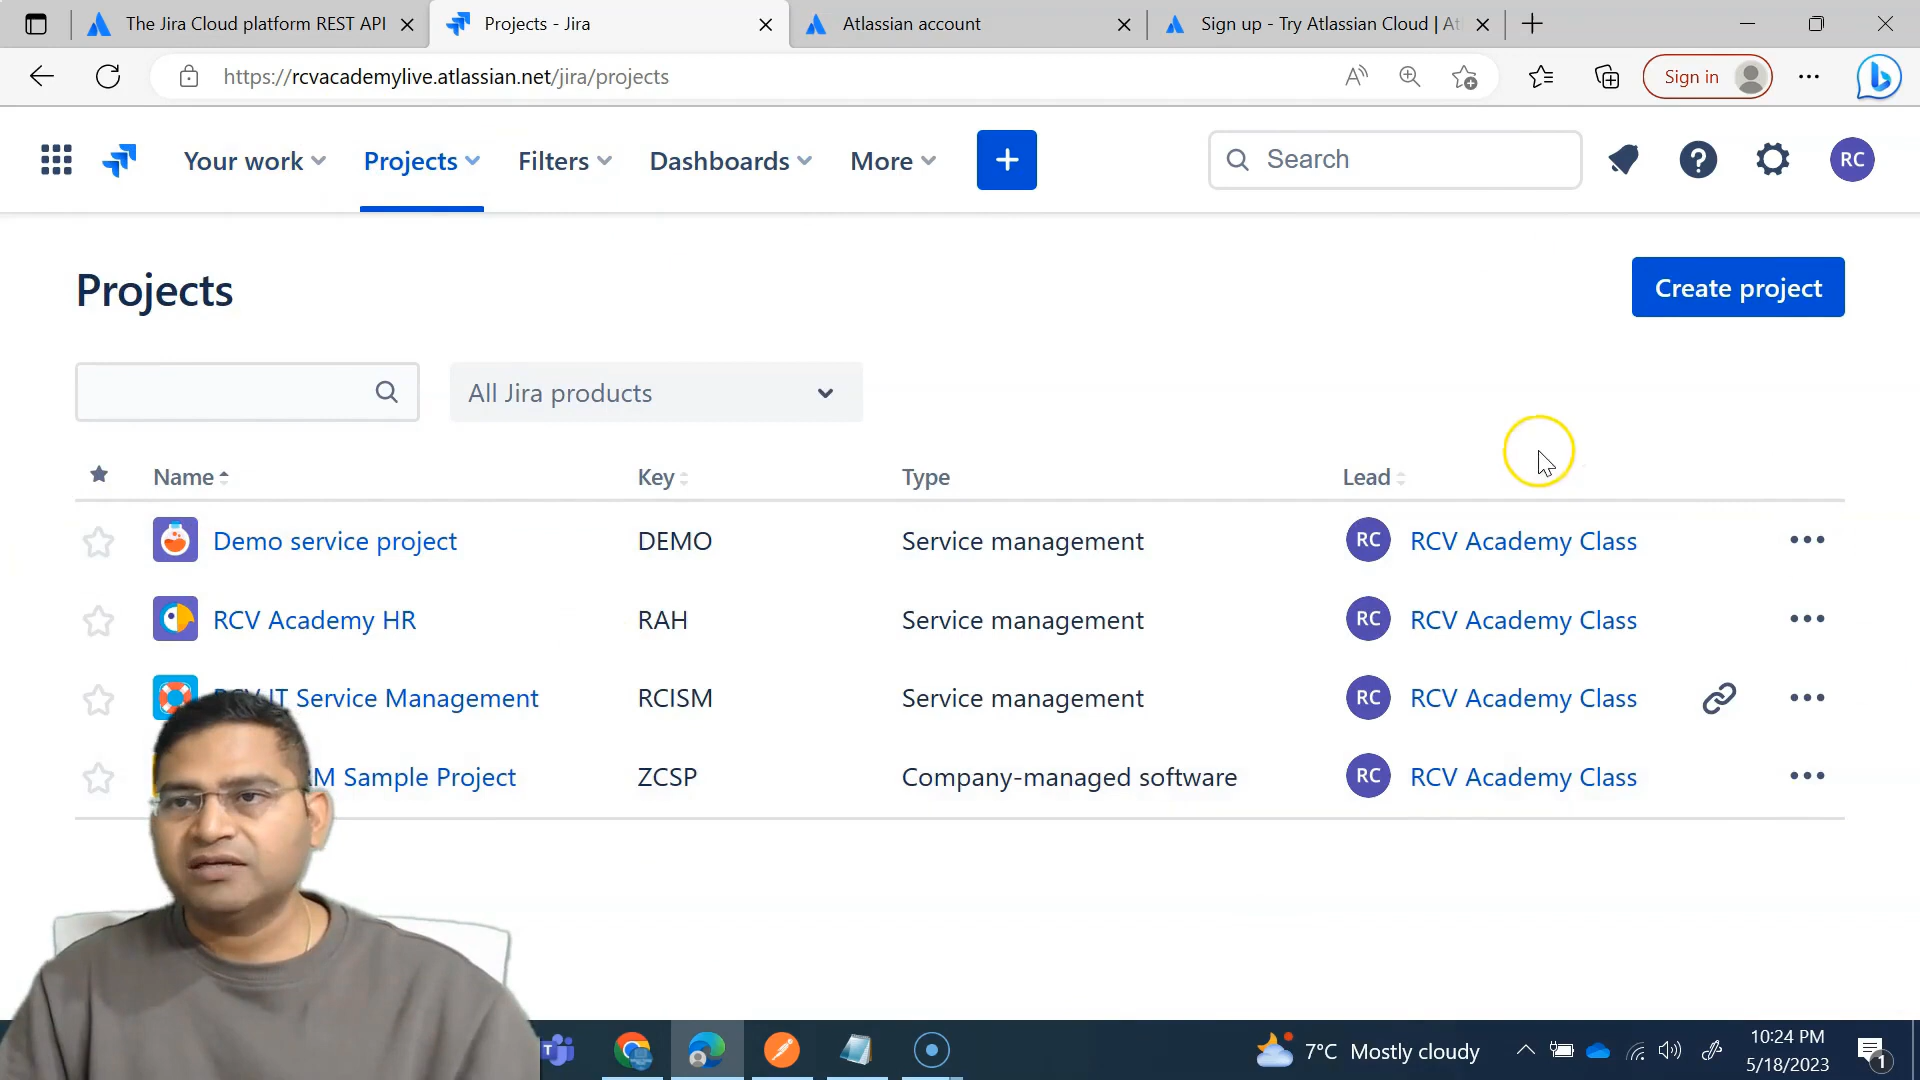 The Jira Cloud platform REST API
Projects - Jira
Atlassian account
Sign up - Try Atlassian Cloud | At
https://rcvacademylive.atlassian.net/jira/projects
Sign in
Your work
Projects
Filters
Dashboards
More
Search
RC
Projects
Create project
All Jira products
Name
Key
Type
Lead
Demo service project
DEMO
Service management
RC
RCV Academy Class
RCV Academy HR
RAH
Service management
RC
RCV Academy Class
IT Service Management
RCISM
Service management
RC
RCV Academy Class
Sample Project
ZCSP
Company-managed software
RC
RCV Academy Class
7°C Mostly cloudy
10:24 PM
5/18/2023
1